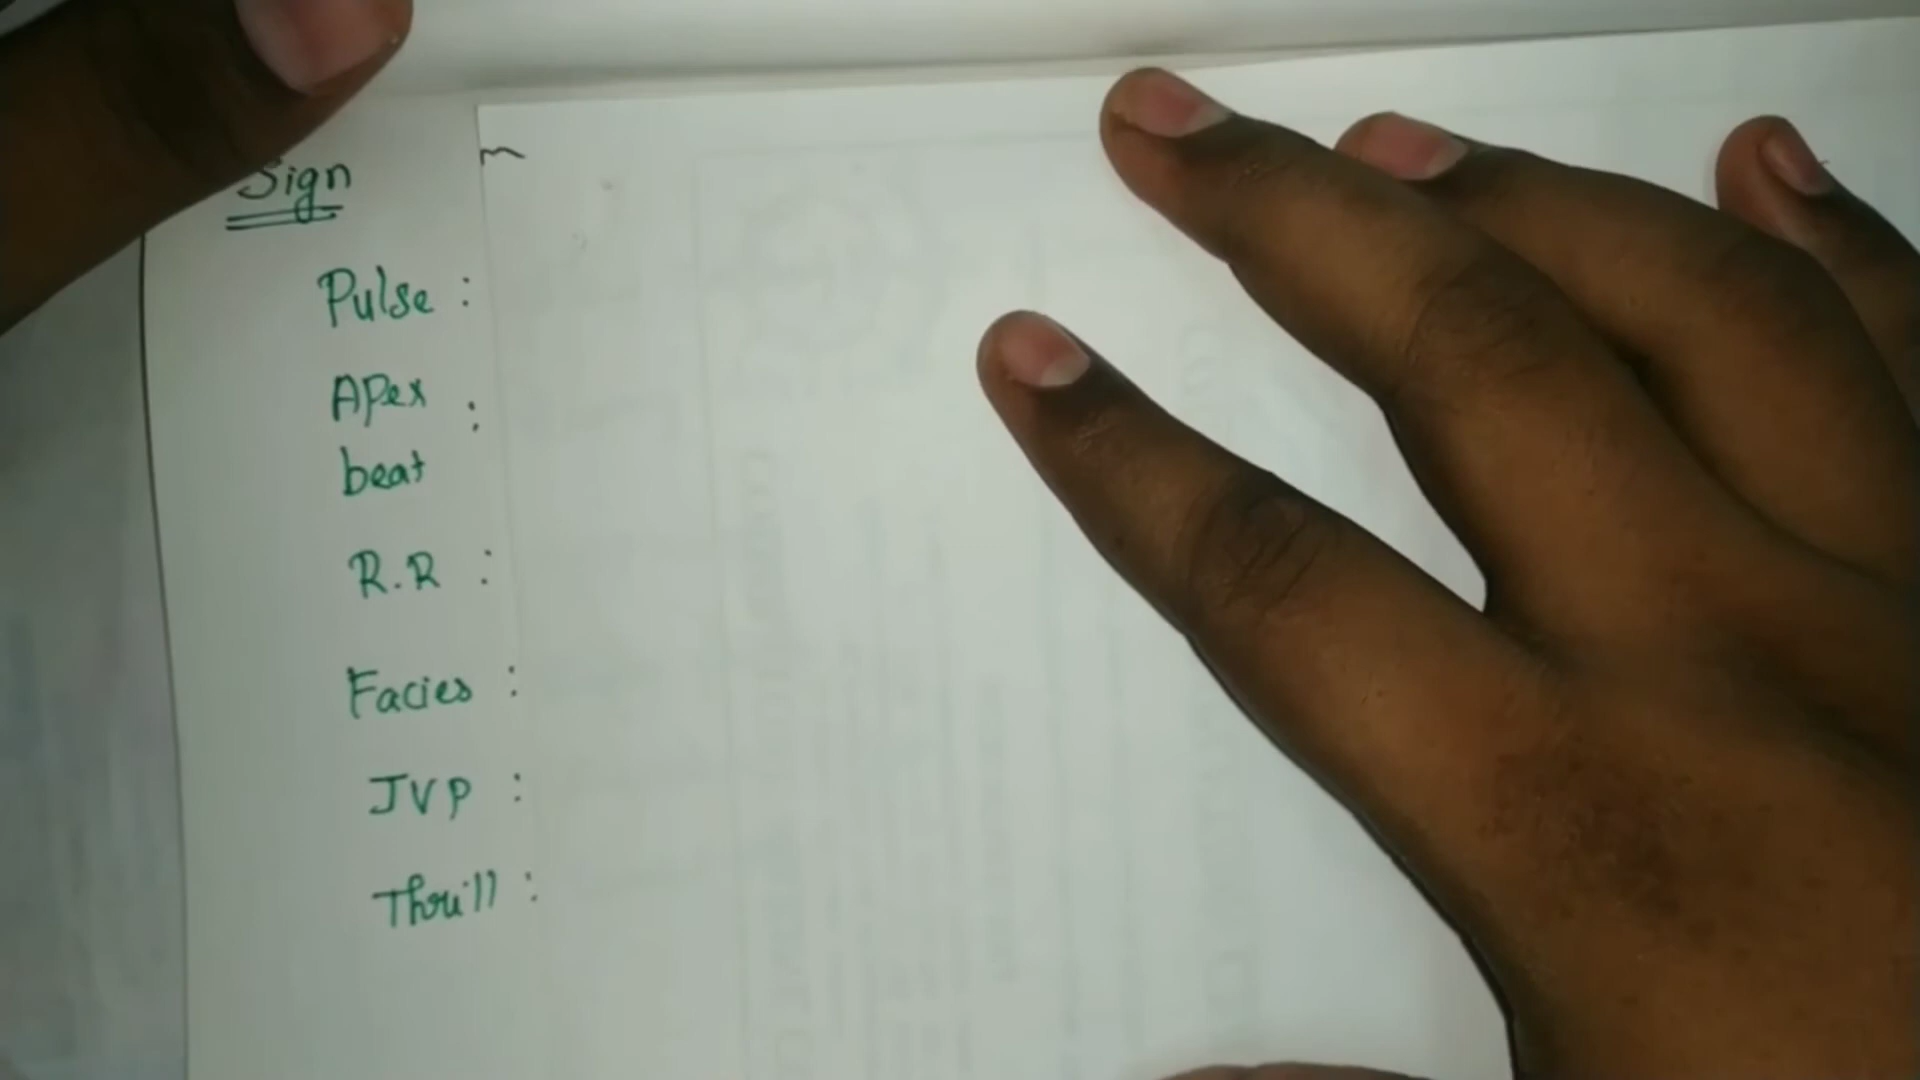 Sign
Pulse :
Apex :
beat
R.R :
Facies :
JVP :
Thrill :